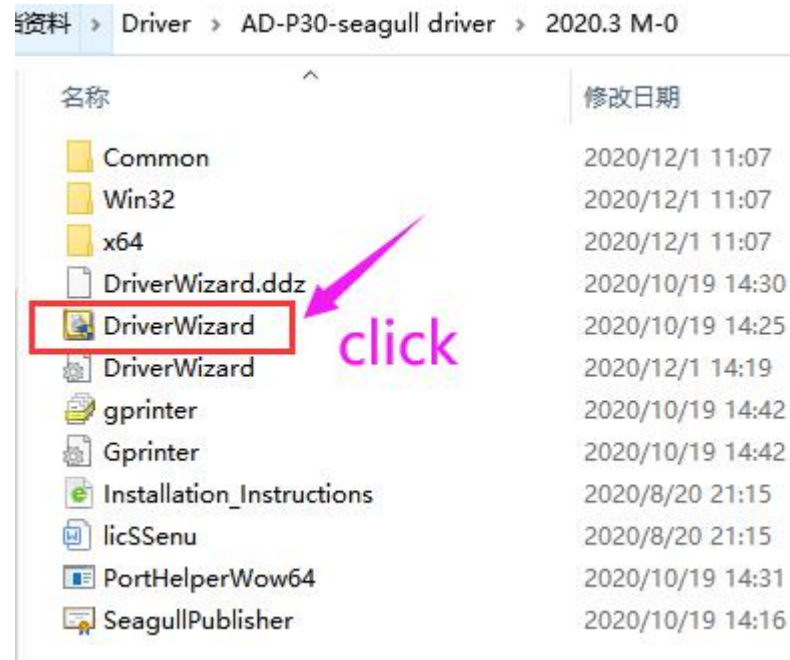 资料 > Driver > AD-P30-seagull driver > 2020.3 M-0
名称 修改日期
Common 2020/12/1 11:07
Win32 2020/12/1 11:07
x64 2020/12/1 11:07
DriverWizard.ddz 2020/10/19 14:30
DriverWizard 2020/10/19 14:25
click
DriverWizard 2020/12/1 14:19
gprinter 2020/10/19 14:42
Gprinter 2020/10/19 14:42
Installation_Instructions 2020/8/20 21:15
licSSenu 2020/8/20 21:15
PortHelperWow64 2020/10/19 14:31
SeagullPublisher 2020/10/19 14:16